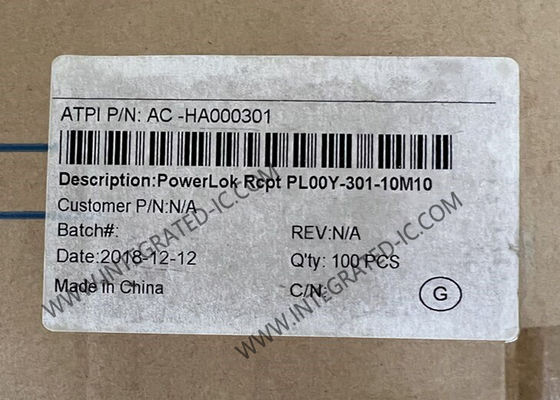 ATPI P/N: AC -HA000301
Description:PowerLok Rcpt PL00Y-301-10M10
Customer P/N:N/A
Batch#: REV:N/A
Date:2018-12-12 Q'ty: 100 PCS
Made in China C/N: G
WWW.INTEGRATED-IC.COM
WWW.INTEGRATED-IC.COM